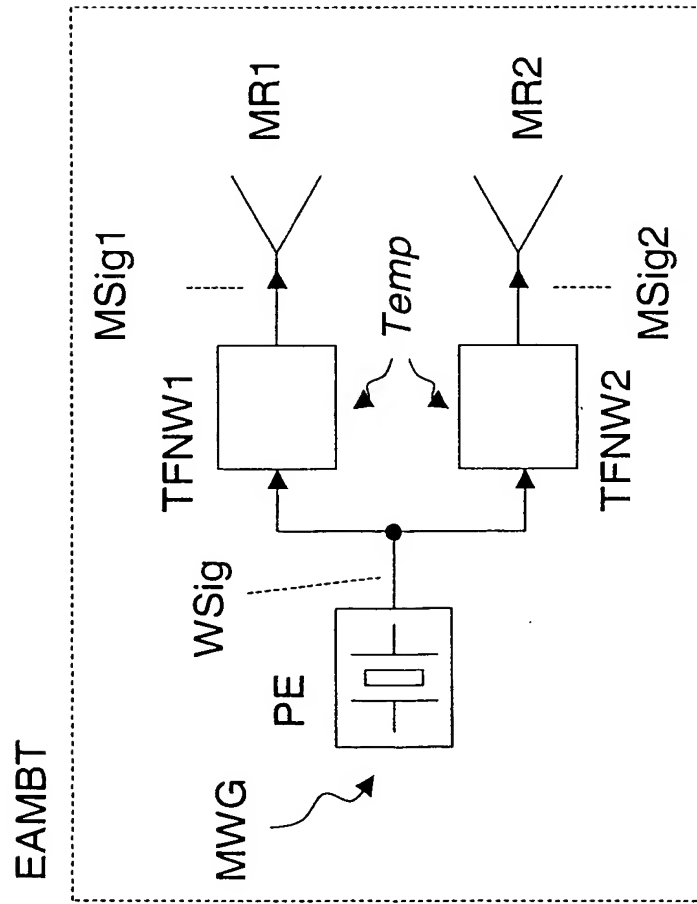 EAMBT
MWG
PE
WSig
TFNW1
TFNW2
Temp
MSig1
MSig2
MR1
MR2